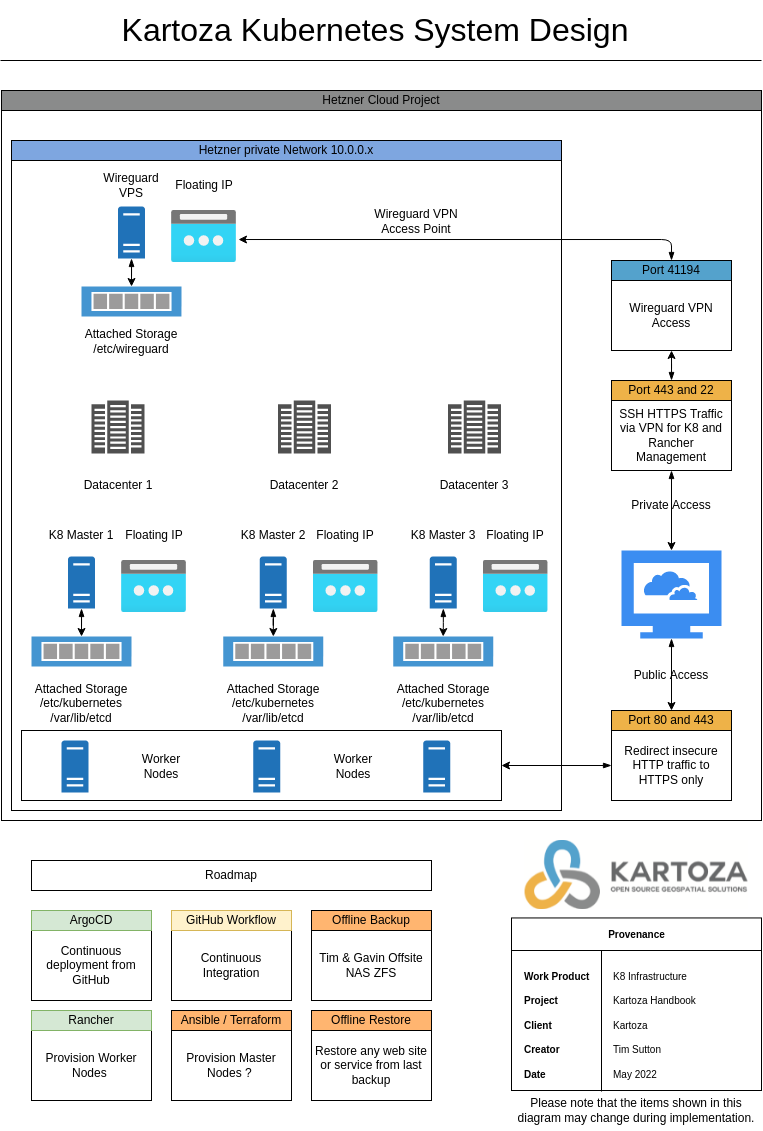 Kartoza Kubernetes System Design
Hetzner Cloud Project
Hetzner private Network 10.0.0.x
Wireguard
VPS
Floating IP
Wireguard VPN
Access Point
Attached Storage
/etc/wireguard
Port 41194
Wireguard VPN
Access
Port 443 and 22
SSH HTTPS Traffic
via VPN for K8 and
Rancher
Management
Datacenter 1
Datacenter 2
Datacenter 3
Private Access
K8 Master 1
Floating IP
K8 Master 2
Floating IP
K8 Master 3
Floating IP
Attached Storage
/etc/kubernetes
/var/lib/etcd
Attached Storage
/etc/kubernetes
/var/lib/etcd
Attached Storage
/etc/kubernetes
/var/lib/etcd
Public Access
Port 80 and 443
Redirect insecure
HTTP traffic to
HTTPS only
Worker
Nodes
Worker
Nodes
Roadmap
ArgoCD
Continuous
deployment from
GitHub
GitHub Workflow
Continuous
Integration
Offline Backup
Tim & Gavin Offsite
NAS ZFS
Rancher
Provision Worker
Nodes
Ansible / Terraform
Provision Master
Nodes ?
Offline Restore
Restore any web site
or service from last
backup
KARTOZA
OPEN SOURCE GEOSPATIAL SOLUTIONS
Provenance
Work Product K8 Infrastructure
Project Kartoza Handbook
Client Kartoza
Creator Tim Sutton
Date May 2022
Please note that the items shown in this
diagram may change during implementation.